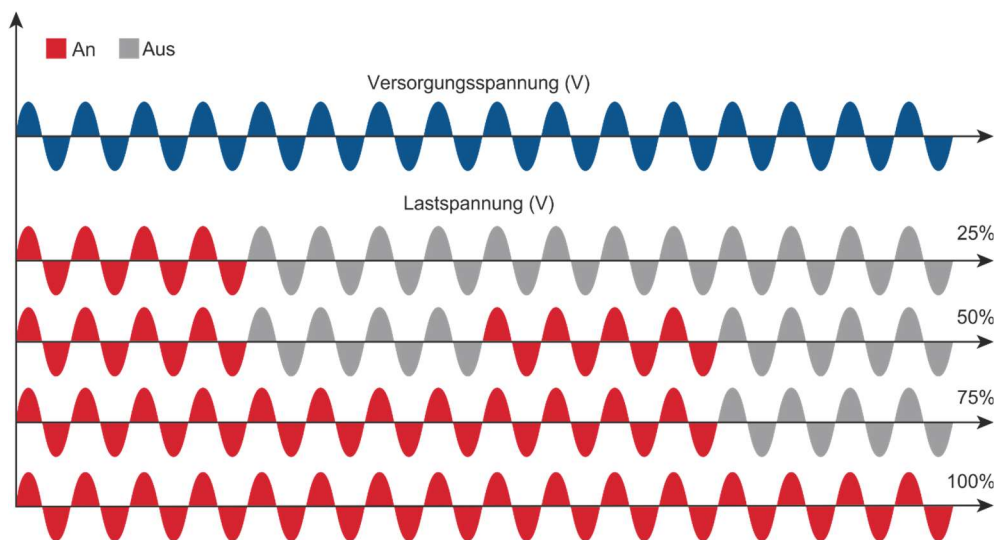 An Aus
Versorgungsspannung (V)
Lastspannung (V)
25%
50%
75%
100%